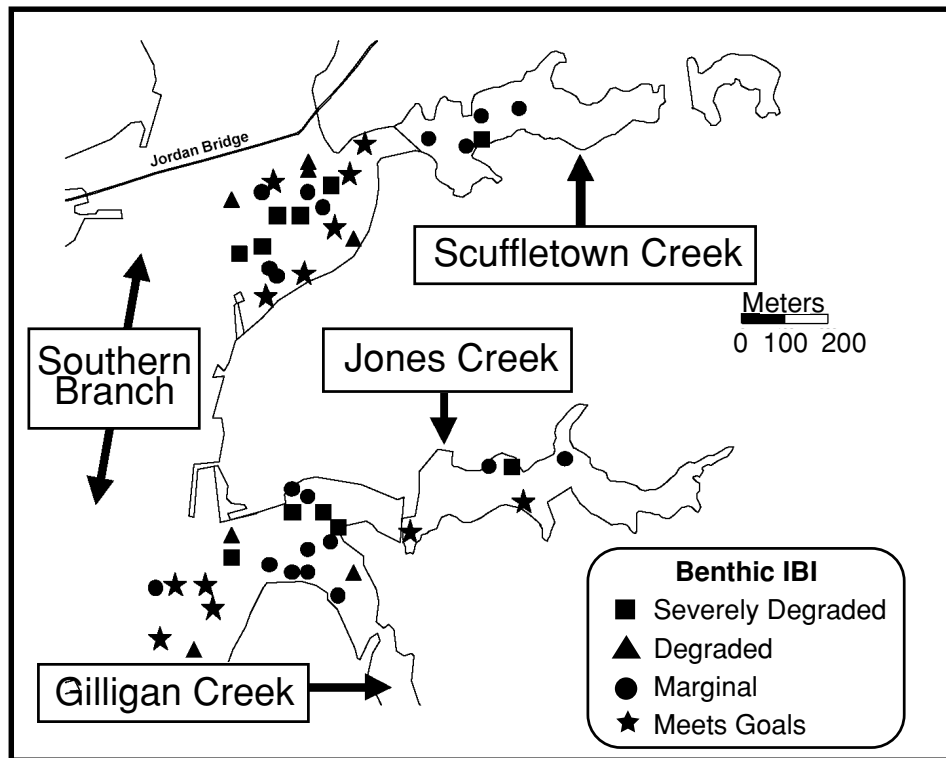 Jordan Bridge
Scuffletown Creek
Meters
0 100 200
Southern
Branch
Jones Creek
Benthic IBI
Severely Degraded
Degraded
Marginal
Meets Goals
Gilligan Creek